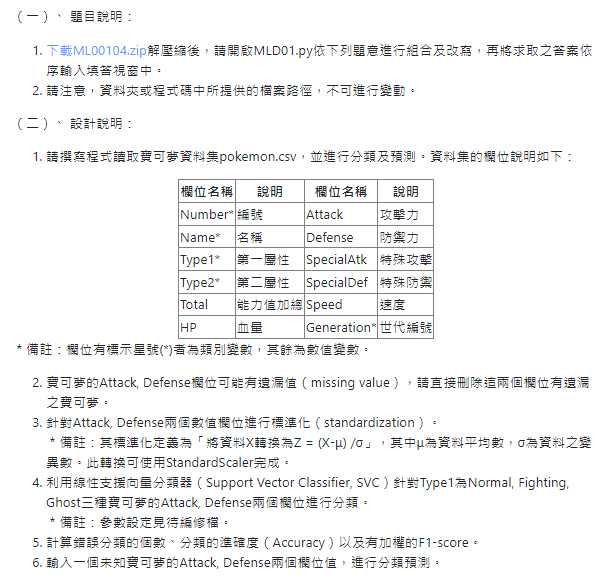 （一）、 題目說明：
1. 下載ML00104.zip解壓縮後，請開啟MLD01.py依下列題意進行組合及改寫，再將求取之答案依
序輸入填答視窗中。
2. 請注意，資料夾或程式碼中所提供的檔案路徑，不可進行變動。
（二）、 設計說明：
1. 請撰寫程式讀取寶可夢資料集pokemon.csv，並進行分類及預測。資料集的欄位說明如下：
欄位名稱 說明 欄位名稱 說明
Number* 編號 Attack 攻擊力
Name* 名稱 Defense 防禦力
Type1* 第一屬性 SpecialAtk 特殊攻擊
Type2* 第二屬性 SpecialDef 特殊防禦
Total 能力值加總 Speed 速度
HP 血量 Generation* 世代編號
* 備註：欄位有標示星號(*)者為類別變數，其餘為數值變數。
2. 寶可夢的Attack, Defense欄位可能有遺漏值（missing value），請直接刪除這兩個欄位有遺漏
之寶可夢。
3. 針對Attack, Defense兩個數值欄位進行標準化（standardization）。
* 備註：其標準化定義為「將資料X轉換為Z = (X-μ) /σ」，其中μ為資料平均數，σ為資料之變
異數。此轉換可使用StandardScaler完成。
4. 利用線性支援向量分類器（Support Vector Classifier, SVC）針對Type1為Normal, Fighting,
Ghost三種寶可夢的Attack, Defense兩個欄位進行分類。
* 備註：參數設定見待編修檔。
5. 計算錯誤分類的個數、分類的準確度（Accuracy）以及有加權的F1-score。
6. 輸入一個未知寶可夢的Attack, Defense兩個欄位值，進行分類預測。